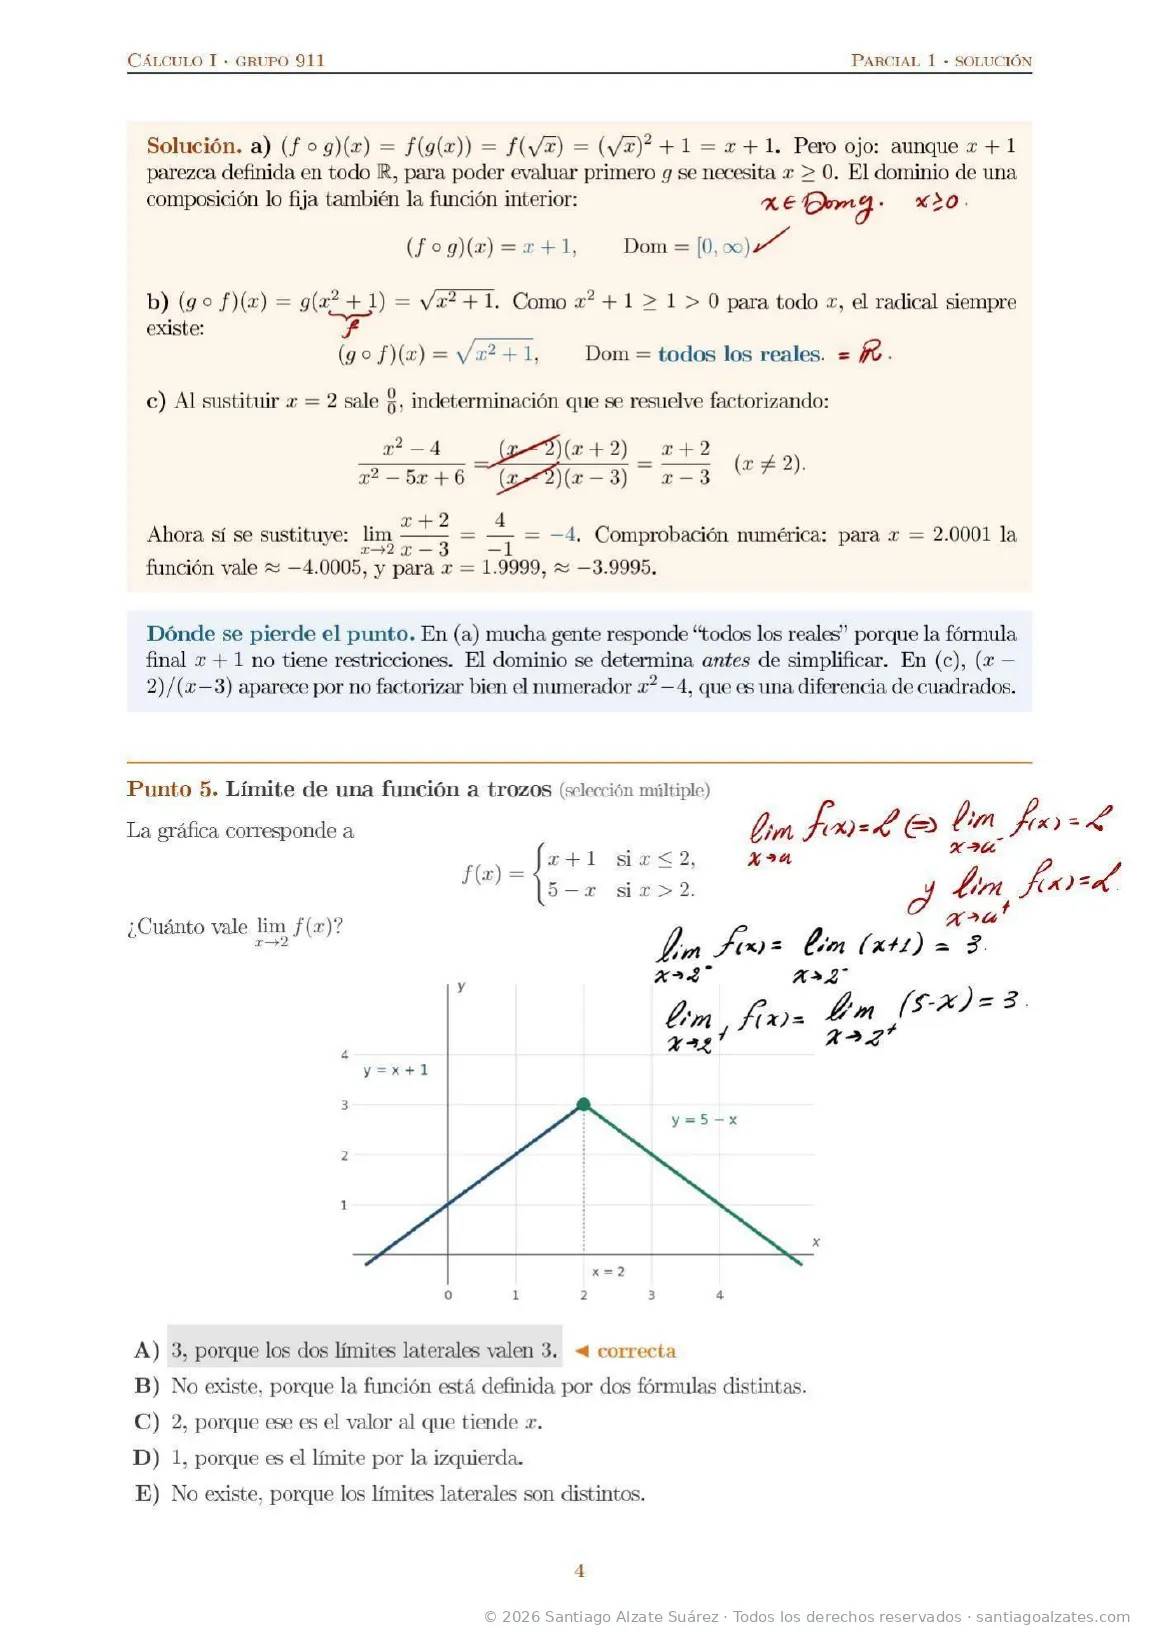 Cálculo I · grupo 911 Parcial 1 · solución
Solución. a) (f ∘ g)(x) = f(g(x)) = f(√x) = (√x)² + 1 = x + 1. Pero ojo: aunque x + 1
parezca definida en todo ℝ, para poder evaluar primero g se necesita x ≥ 0. El dominio de una
composición lo fija también la función interior:
x ∈ Dom g. x ≥ 0.
(f ∘ g)(x) = x + 1, Dom = [0, ∞) ✓
b) (g ∘ f)(x) = g(x² + 1) = √(x² + 1). Como x² + 1 ≥ 1 > 0 para todo x, el radical siempre
existe:
f
(g ∘ f)(x) = √(x² + 1), Dom = todos los reales. = ℝ.
c) Al sustituir x = 2 sale 0/0, indeterminación que se resuelve factorizando:
(x² − 4)/(x² − 5x + 6) = ((x − 2)(x + 2))/((x − 2)(x − 3)) = (x + 2)/(x − 3) (x ≠ 2).
Ahora sí se sustituye: lim x→2 (x + 2)/(x − 3) = 4/(−1) = −4. Comprobación numérica: para x = 2.0001 la
función vale ≈ −4.0005, y para x = 1.9999, ≈ −3.9995.
Dónde se pierde el punto. En (a) mucha gente responde “todos los reales” porque la fórmula
final x + 1 no tiene restricciones. El dominio se determina antes de simplificar. En (c), (x −
2)/(x−3) aparece por no factorizar bien el numerador x²−4, que es una diferencia de cuadrados.
Punto 5. Límite de una función a trozos (selección múltiple)
La gráfica corresponde a
f(x) = { x + 1 si x ≤ 2,
5 − x si x > 2.
lim x→a f(x) = L ⇔ lim x→a⁻ f(x) = L
y lim x→a⁺ f(x) = L.
¿Cuánto vale lim x→2 f(x)?
lim x→2⁻ f(x) = lim x→2⁻ (x+1) = 3.
lim x→2⁺ f(x) = lim x→2⁺ (5-x) = 3.
y
4
y = x + 1
3
y = 5 − x
2
1
x
x = 2
0 1 2 3 4
A) 3, porque los dos límites laterales valen 3. ◀ correcta
B) No existe, porque la función está definida por dos fórmulas distintas.
C) 2, porque ese es el valor al que tiende x.
D) 1, porque es el límite por la izquierda.
E) No existe, porque los límites laterales son distintos.
4
© 2026 Santiago Alzate Suárez · Todos los derechos reservados · santiagoalzates.com